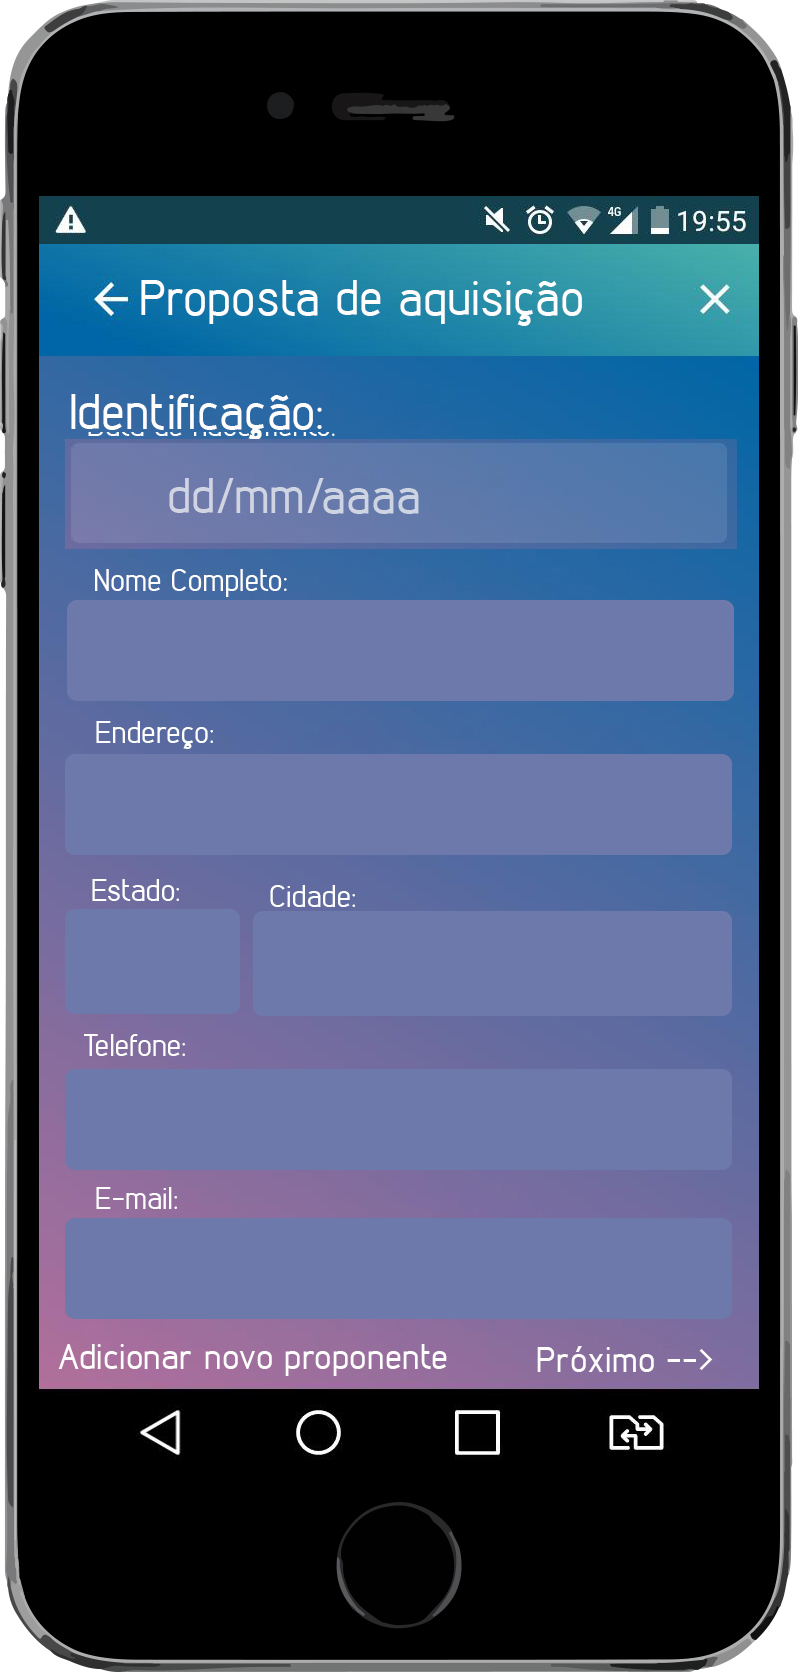 4G 19:55
Proposta de aquisição
Identificação:
dd/mm/aaaa
Nome Completo:
Endereço:
Estado: Cidade:
Telefone:
E-mail:
Adicionar novo proponente Próximo -->